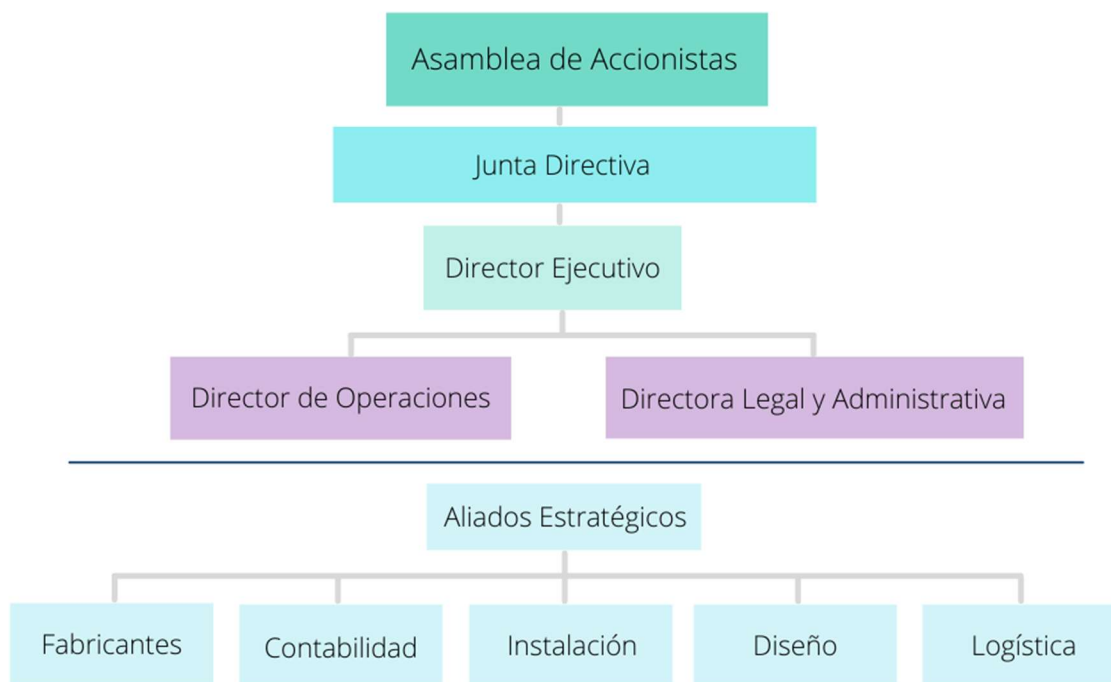 Asamblea de Accionistas
Junta Directiva
Director Ejecutivo
Director de Operaciones
Directora Legal y Administrativa
Aliados Estratégicos
Fabricantes
Contabilidad
Instalación
Diseño
Logística